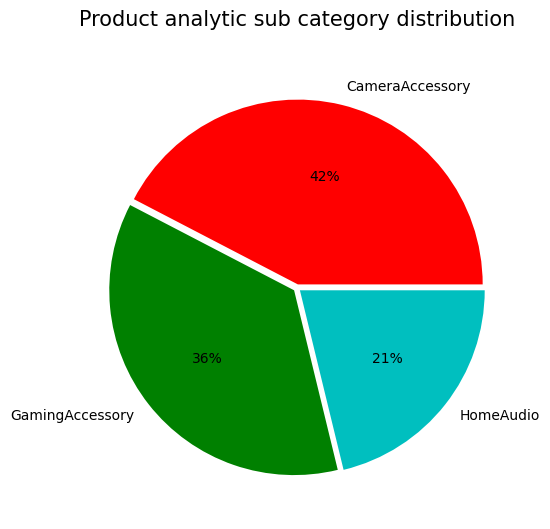 Product analytic sub category distribution
CameraAccessory
42%
36%
21%
GamingAccessory
HomeAudio